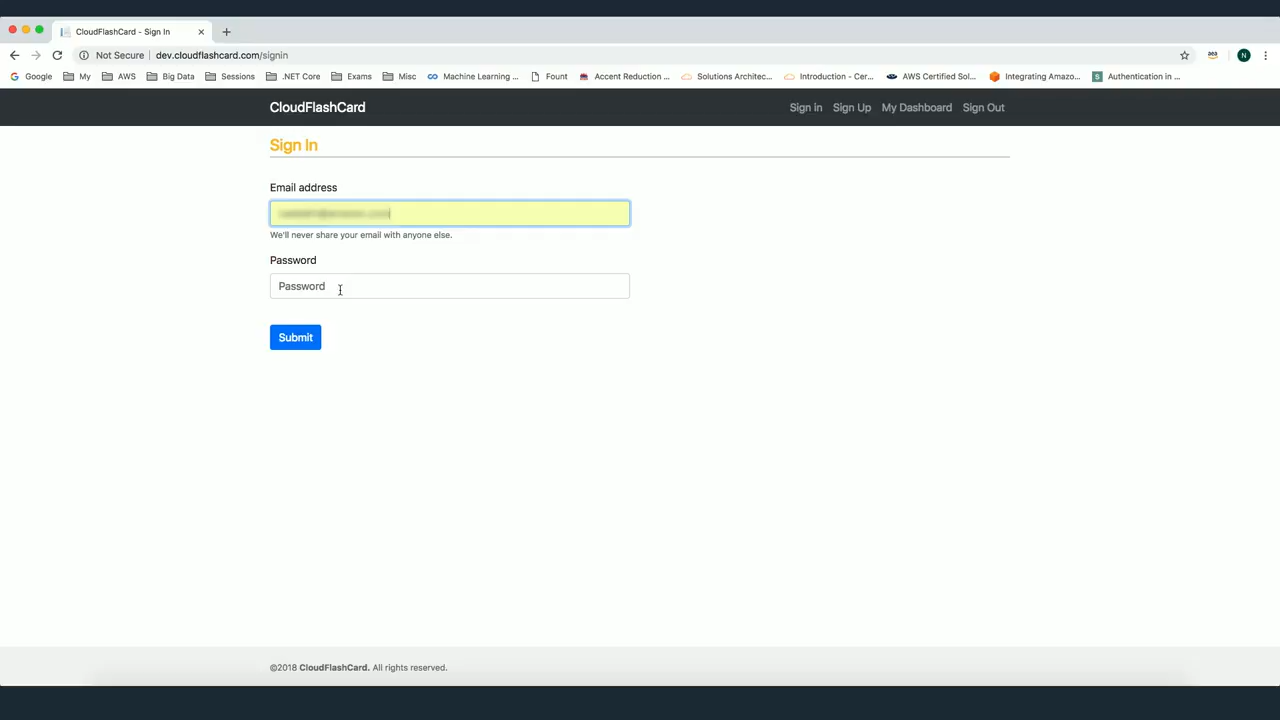 CloudFlashCard - Sign In
Not Secure | dev.cloudflashcard.com/signin
Google My AWS Big Data Sessions .NET Core Exams Misc Machine Learning ... Fount Accent Reduction ... Solutions Architec... Introduction - Cer... AWS Certified Sol... Integrating Amazo... Authentication in ...
CloudFlashCard Sign in Sign Up My Dashboard Sign Out
Sign In
Email address
We'll never share your email with anyone else.
Password
Password
Submit
©2018 CloudFlashCard. All rights reserved.